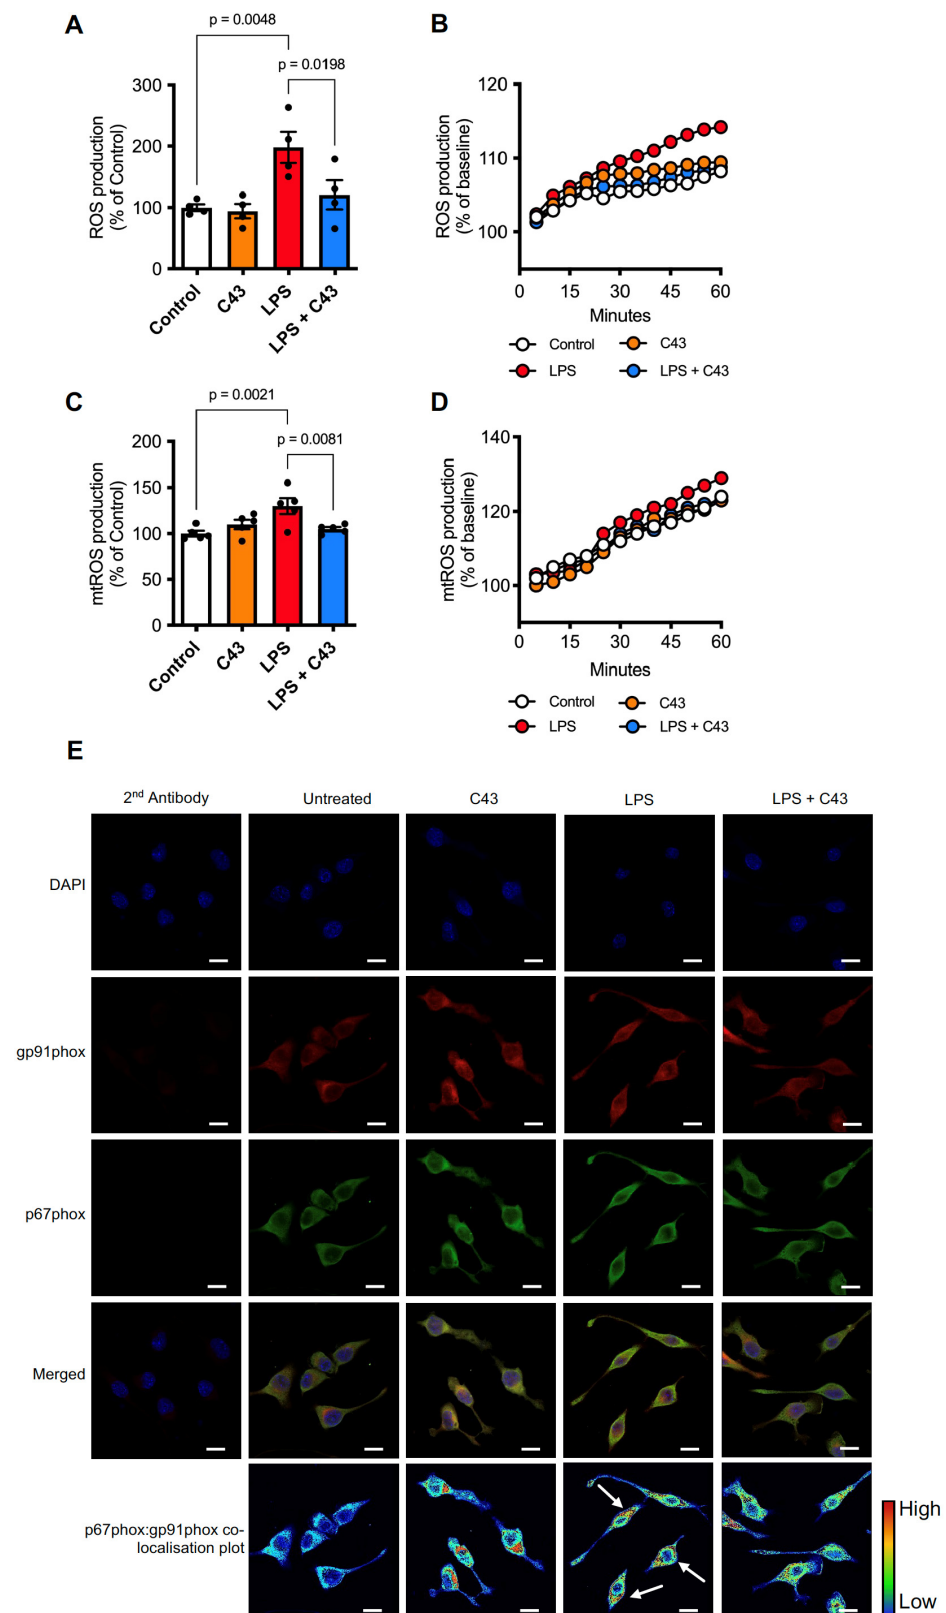 A
p = 0.0048
p = 0.0198
ROS production
(% of Control)
300
200
100
0
Control
C43
LPS
LPS + C43
B
ROS production
(% of baseline)
120
110
100
0 15 30 45 60
Minutes
Control C43
LPS LPS + C43
C
p = 0.0021
p = 0.0081
mtROS production
(% of Control)
200
150
100
50
0
Control
C43
LPS
LPS + C43
D
mtROS production
(% of baseline)
140
120
100
0 15 30 45 60
Minutes
Control C43
LPS LPS + C43
E
2nd Antibody Untreated C43 LPS LPS + C43
DAPI
gp91phox
p67phox
Merged
p67phox:gp91phox co-
localisation plot
High
Low